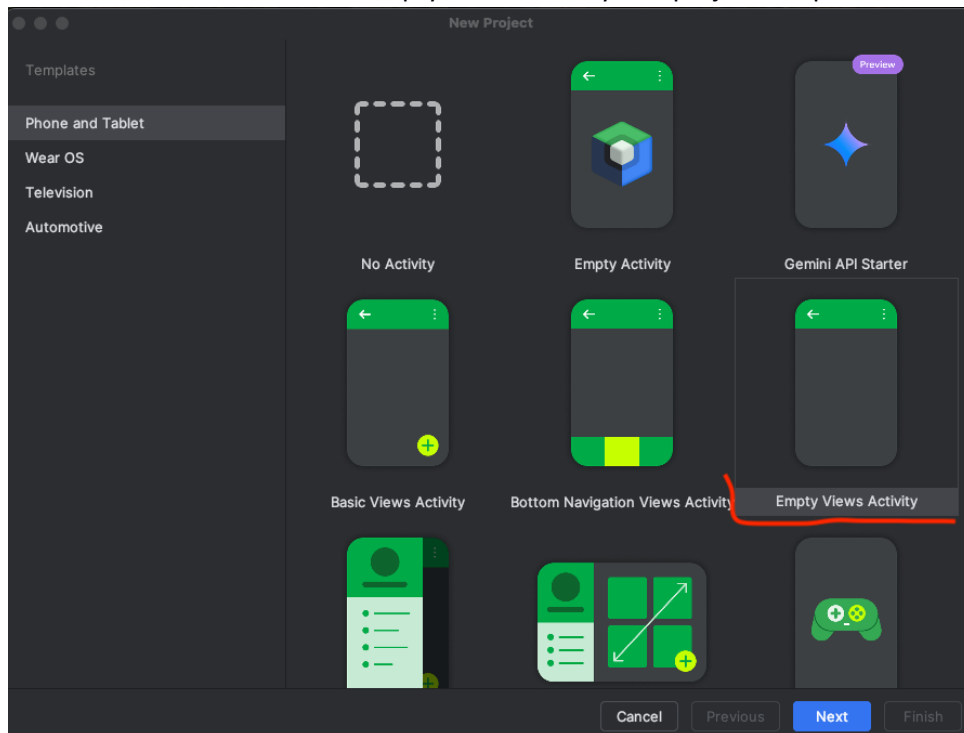 New Project
Templates
Phone and Tablet
Wear OS
Television
Automotive
No Activity
Empty Activity
Preview
Gemini API Starter
Basic Views Activity
Bottom Navigation Views Activity
Empty Views Activity
Cancel
Previous
Next
Finish